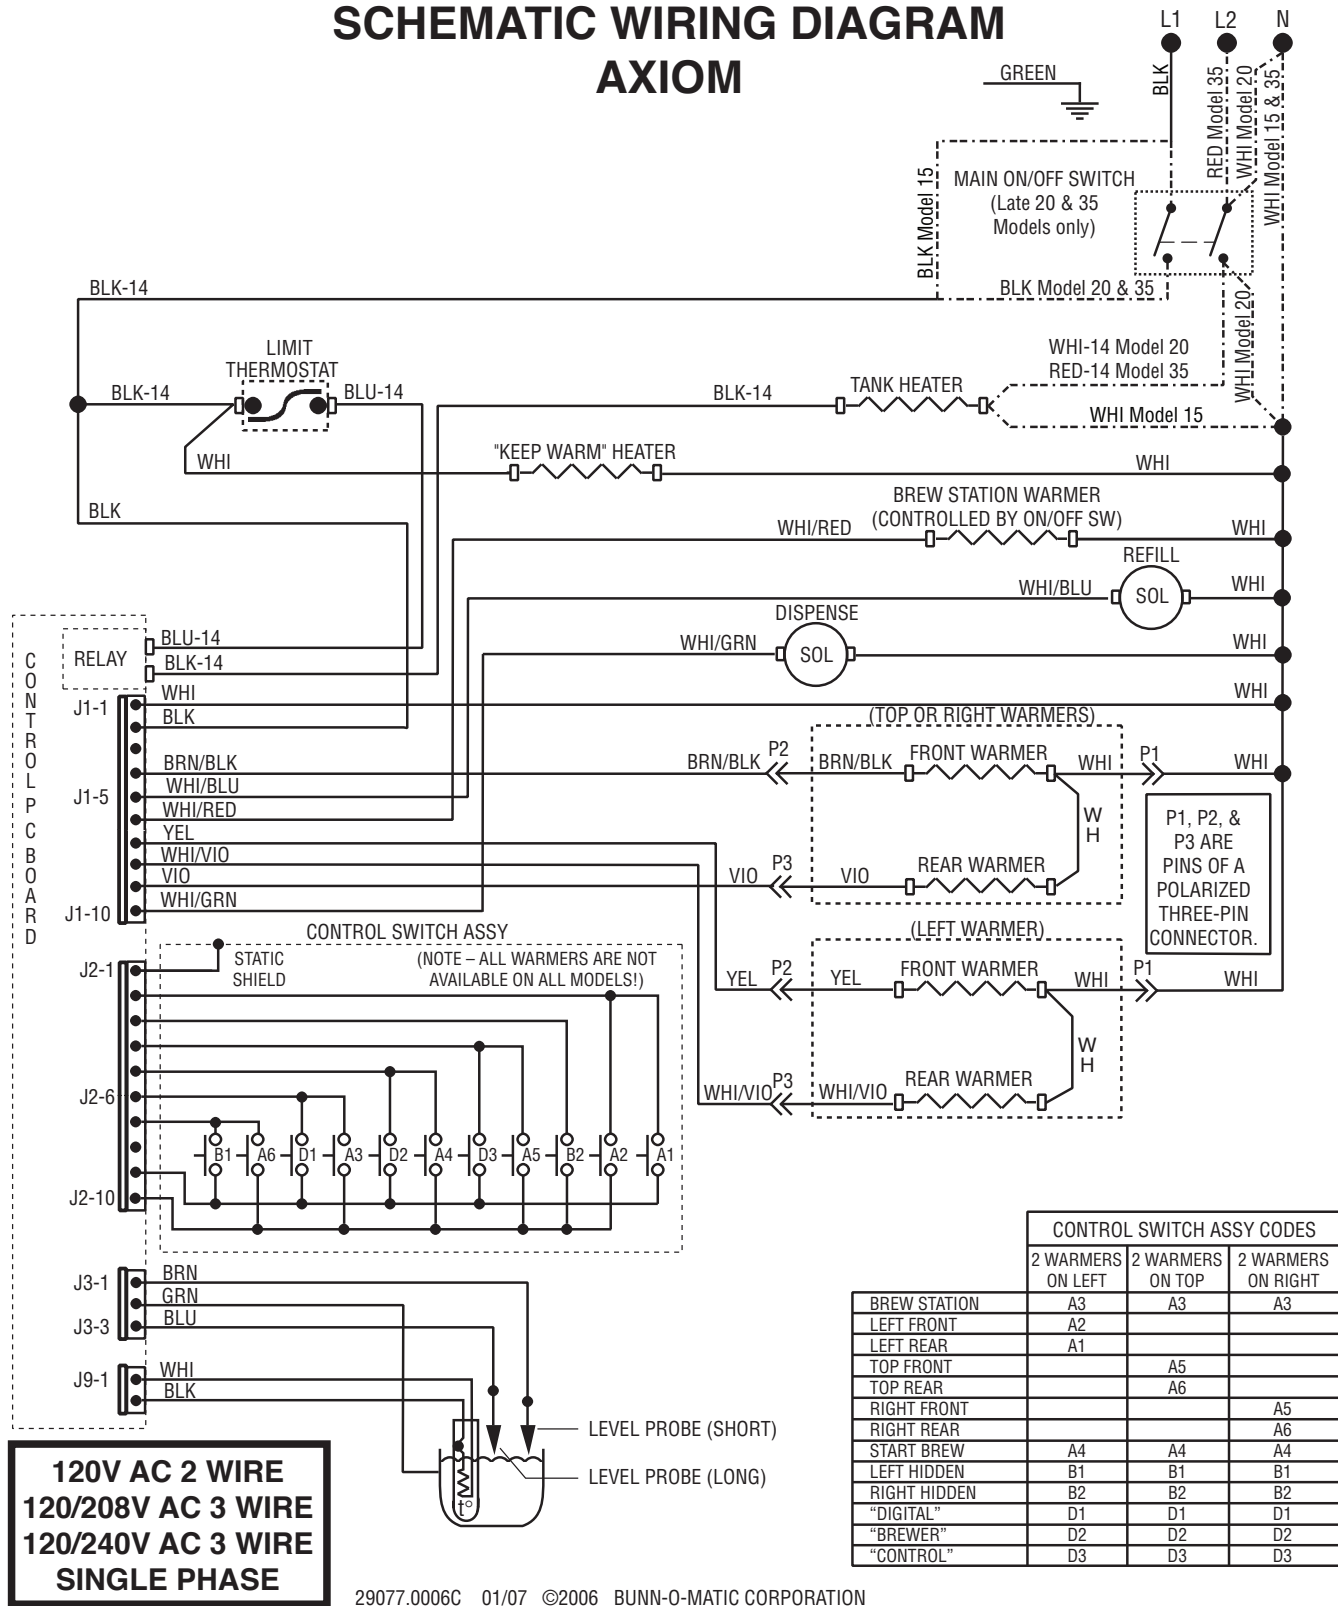 SCHEMATIC WIRING DIAGRAM
AXIOM
L1
L2
N
GREEN
BLK
RED Model 35
WHI Model 20
WHI Model 15 & 35
BLK Model 15
MAIN ON/OFF SWITCH
(Late 20 & 35
Models only)
BLK Model 20 & 35
WHI Model 20
BLK-14
LIMIT
THERMOSTAT
BLK-14
BLU-14
BLK-14
TANK HEATER
WHI-14 Model 20
RED-14 Model 35
WHI Model 15
WHI
"KEEP WARM" HEATER
WHI
BLK
BREW STATION WARMER
(CONTROLLED BY ON/OFF SW)
WHI/RED
WHI
REFILL
WHI/BLU
SOL
WHI
DISPENSE
WHI/GRN
SOL
WHI
CONTROL PC BOARD
RELAY
BLU-14
BLK-14
J1-1
WHI
WHI
BLK
(TOP OR RIGHT WARMERS)
BRN/BLK
BRN/BLK
P2
BRN/BLK
FRONT WARMER
WHI
P1
WHI
J1-5
WHI/BLU
WHI/RED
YEL
WHI/VIO
VIO
VIO
P3
VIO
REAR WARMER
WH
J1-10
WHI/GRN
P1, P2, &
P3 ARE
PINS OF A
POLARIZED
THREE-PIN
CONNECTOR.
CONTROL SWITCH ASSY
(LEFT WARMER)
J2-1
STATIC
SHIELD
(NOTE – ALL WARMERS ARE NOT
AVAILABLE ON ALL MODELS!)
YEL
P2
YEL
FRONT WARMER
WHI
P1
WHI
WH
J2-6
WHI/VIO
P3
WHI/VIO
REAR WARMER
B1 A6 D1 A3 D2 A4 D3 A5 B2 A2 A1
J2-10
J3-1
BRN
GRN
J3-3
BLU
J9-1
WHI
BLK
LEVEL PROBE (SHORT)
LEVEL PROBE (LONG)
t°
CONTROL SWITCH ASSY CODES
2 WARMERS ON LEFT 2 WARMERS ON TOP 2 WARMERS ON RIGHT
BREW STATION A3 A3 A3
LEFT FRONT A2
LEFT REAR A1
TOP FRONT A5
TOP REAR A6
RIGHT FRONT A5
RIGHT REAR A6
START BREW A4 A4 A4
LEFT HIDDEN B1 B1 B1
RIGHT HIDDEN B2 B2 B2
“DIGITAL” D1 D1 D1
“BREWER” D2 D2 D2
“CONTROL” D3 D3 D3
120V AC 2 WIRE
120/208V AC 3 WIRE
120/240V AC 3 WIRE
SINGLE PHASE
29077.0006C 01/07 ©2006 BUNN-O-MATIC CORPORATION